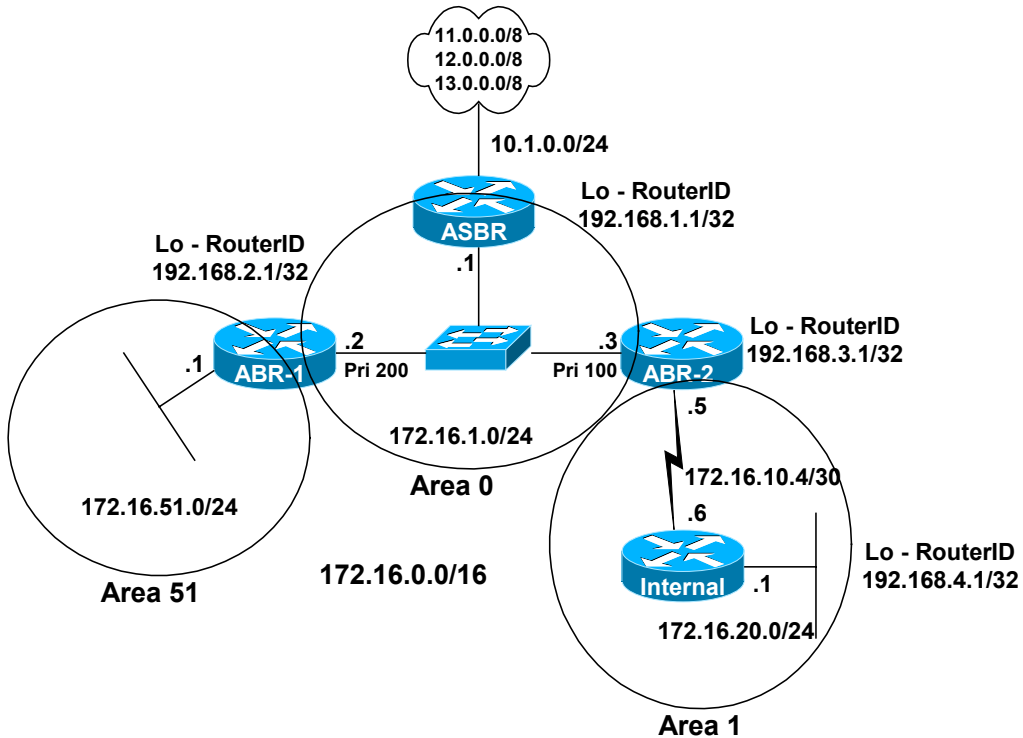 11.0.0.0/8
12.0.0.0/8
13.0.0.0/8
10.1.0.0/24
Lo - RouterID
192.168.1.1/32
ASBR
.1
Lo - RouterID
192.168.2.1/32
.1
ABR-1
.2
Pri 200
.3
Pri 100
ABR-2
Lo - RouterID
192.168.3.1/32
.5
172.16.1.0/24
Area 0
172.16.10.4/30
.6
172.16.51.0/24
Area 51
172.16.0.0/16
Internal
.1
Lo - RouterID
192.168.4.1/32
172.16.20.0/24
Area 1